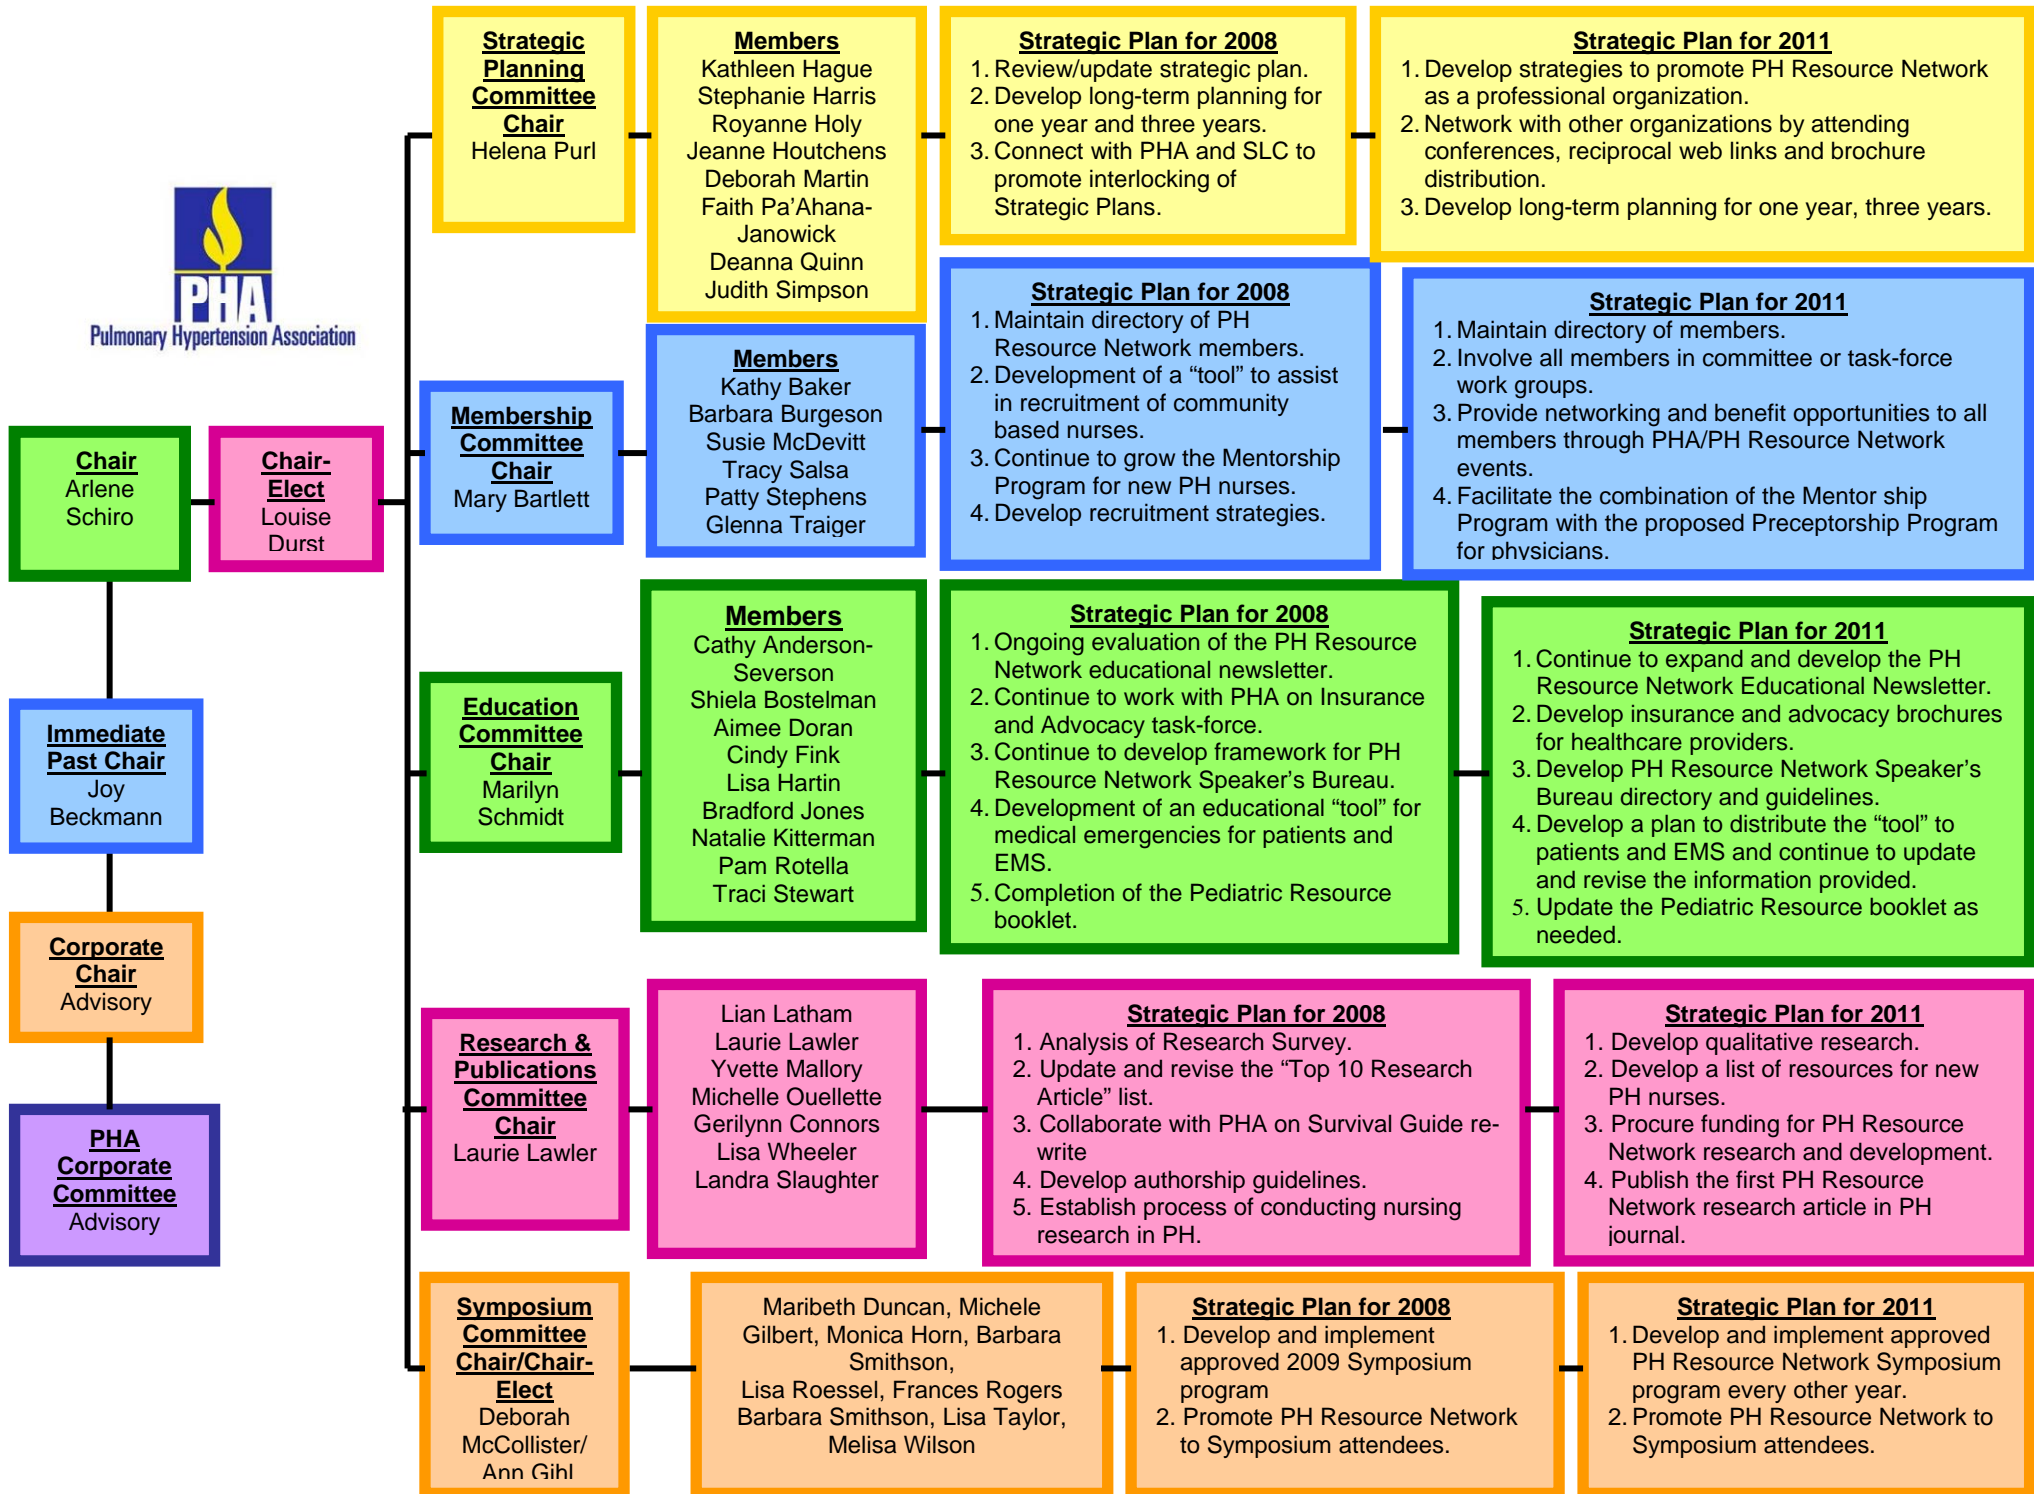 PHA
Pulmonary Hypertension Association
Chair
Arlene
Schiro
Chair-
Elect
Louise
Durst
Immediate
Past Chair
Joy
Beckmann
Corporate
Chair
Advisory
PHA
Corporate
Committee
Advisory
Strategic
Planning
Committee
Chair
Helena Purl
Members
Kathleen Hague
Stephanie Harris
Royanne Holy
Jeanne Houtchens
Deborah Martin
Faith Pa’Ahana-
Janowick
Deanna Quinn
Judith Simpson
Strategic Plan for 2008
1. Review/update strategic plan.
2. Develop long-term planning for
one year and three years.
3. Connect with PHA and SLC to
promote interlocking of
Strategic Plans.
Strategic Plan for 2011
1. Develop strategies to promote PH Resource Network
as a professional organization.
2. Network with other organizations by attending
conferences, reciprocal web links and brochure
distribution.
3. Develop long-term planning for one year, three years.
Membership
Committee
Chair
Mary Bartlett
Members
Kathy Baker
Barbara Burgeson
Susie McDevitt
Tracy Salsa
Patty Stephens
Glenna Traiger
Strategic Plan for 2008
1. Maintain directory of PH
Resource Network members.
2. Development of a “tool” to assist
in recruitment of community
based nurses.
3. Continue to grow the Mentorship
Program for new PH nurses.
4. Develop recruitment strategies.
Strategic Plan for 2011
1. Maintain directory of members.
2. Involve all members in committee or task-force
work groups.
3. Provide networking and benefit opportunities to all
members through PHA/PH Resource Network
events.
4. Facilitate the combination of the Mentor ship
Program with the proposed Preceptorship Program
for physicians.
Education
Committee
Chair
Marilyn
Schmidt
Members
Cathy Anderson-
Severson
Shiela Bostelman
Aimee Doran
Cindy Fink
Lisa Hartin
Bradford Jones
Natalie Kitterman
Pam Rotella
Traci Stewart
Strategic Plan for 2008
1. Ongoing evaluation of the PH Resource
Network educational newsletter.
2. Continue to work with PHA on Insurance
and Advocacy task-force.
3. Continue to develop framework for PH
Resource Network Speaker’s Bureau.
4. Development of an educational “tool” for
medical emergencies for patients and
EMS.
5. Completion of the Pediatric Resource
booklet.
Strategic Plan for 2011
1. Continue to expand and develop the PH
Resource Network Educational Newsletter.
2. Develop insurance and advocacy brochures
for healthcare providers.
3. Develop PH Resource Network Speaker’s
Bureau directory and guidelines.
4. Develop a plan to distribute the “tool” to
patients and EMS and continue to update
and revise the information provided.
5. Update the Pediatric Resource booklet as
needed.
Research &
Publications
Committee
Chair
Laurie Lawler
Lian Latham
Laurie Lawler
Yvette Mallory
Michelle Ouellette
Gerilynn Connors
Lisa Wheeler
Landra Slaughter
Strategic Plan for 2008
1. Analysis of Research Survey.
2. Update and revise the “Top 10 Research
Article” list.
3. Collaborate with PHA on Survival Guide re-
write
4. Develop authorship guidelines.
5. Establish process of conducting nursing
research in PH.
Strategic Plan for 2011
1. Develop qualitative research.
2. Develop a list of resources for new
PH nurses.
3. Procure funding for PH Resource
Network research and development.
4. Publish the first PH Resource
Network research article in PH
journal.
Symposium
Committee
Chair/Chair-
Elect
Deborah
McCollister/
Ann Gihl
Maribeth Duncan, Michele
Gilbert, Monica Horn, Barbara
Smithson,
Lisa Roessel, Frances Rogers
Barbara Smithson, Lisa Taylor,
Melisa Wilson
Strategic Plan for 2008
1. Develop and implement
approved 2009 Symposium
program
2. Promote PH Resource Network
to Symposium attendees.
Strategic Plan for 2011
1. Develop and implement approved
PH Resource Network Symposium
program every other year.
2. Promote PH Resource Network to
Symposium attendees.